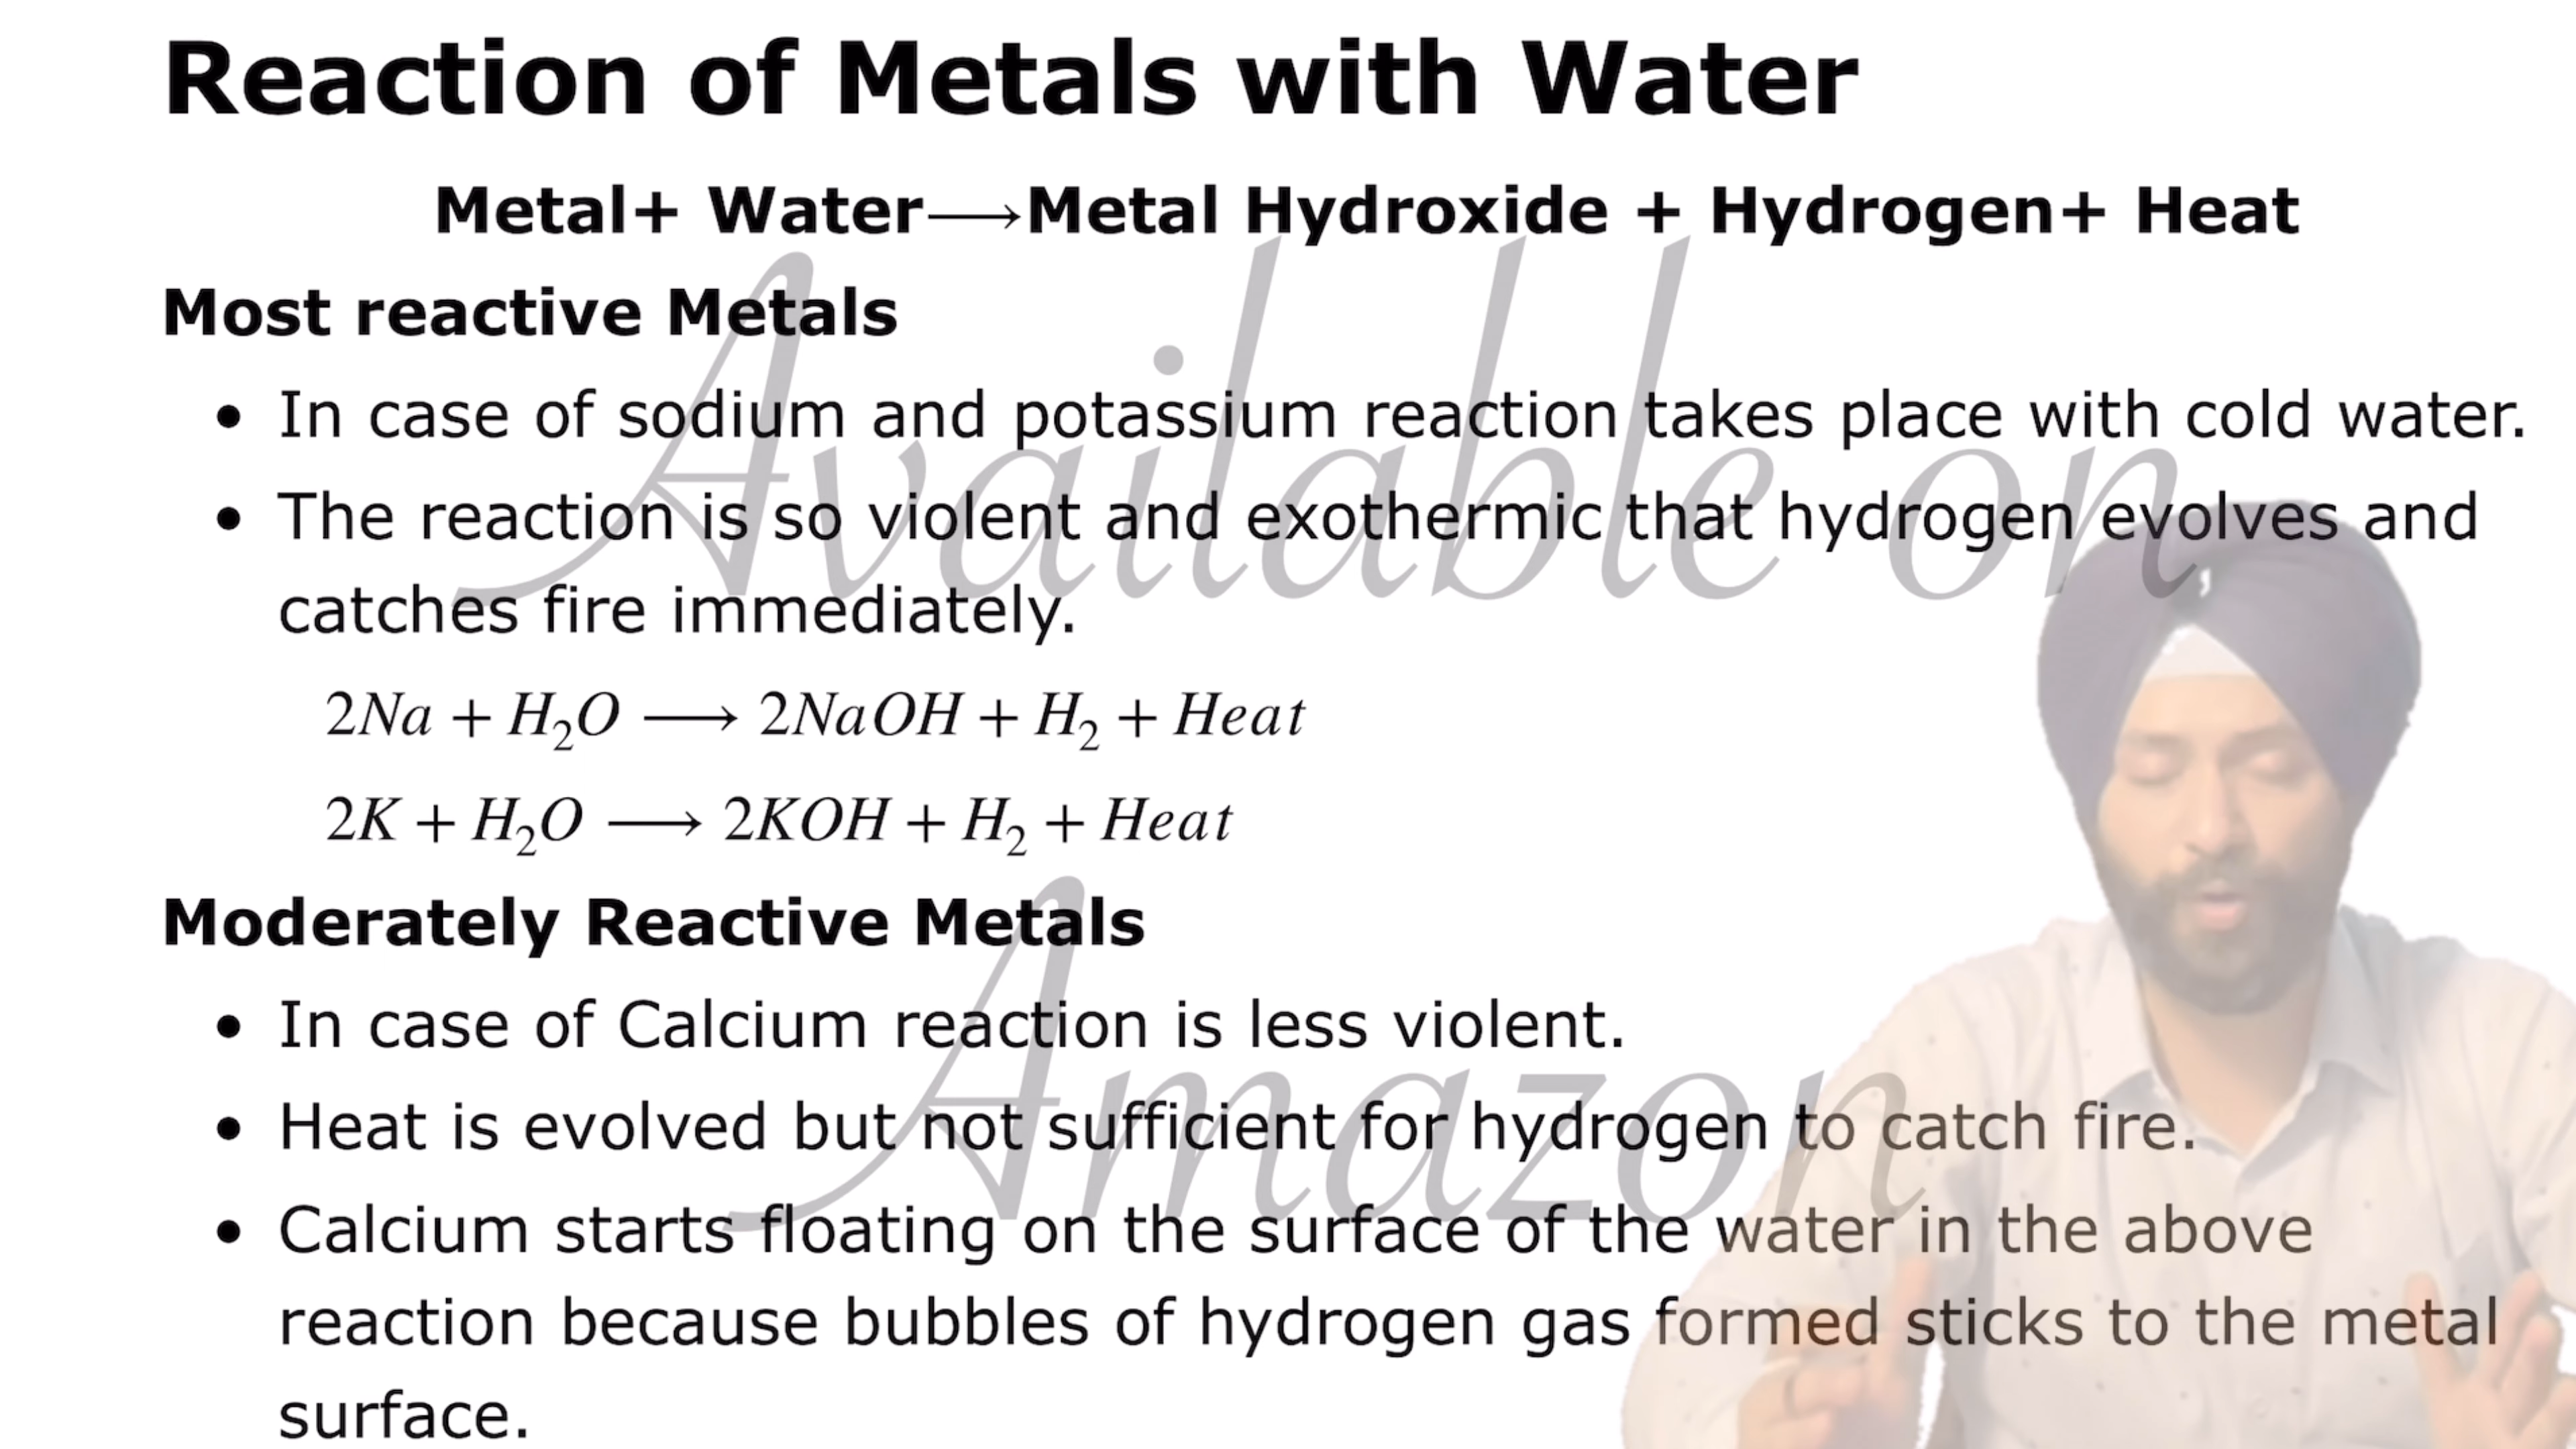 Reaction of Metals with Water
Metal+ Water⟶Metal Hydroxide + Hydrogen+ Heat
Most reactive Metals
• In case of sodium and potassium reaction takes place with cold water.
• The reaction is so violent and exothermic that hydrogen evolves and
catches fire immediately.
2Na + H₂O ⟶ 2NaOH + H₂ + Heat
2K + H₂O ⟶ 2KOH + H₂ + Heat
Moderately Reactive Metals
• In case of Calcium reaction is less violent.
• Heat is evolved but not sufficient for hydrogen to catch fire.
• Calcium starts floating on the surface of the water in the above
reaction because bubbles of hydrogen gas formed sticks to the metal
surface.
Available on
Amazon